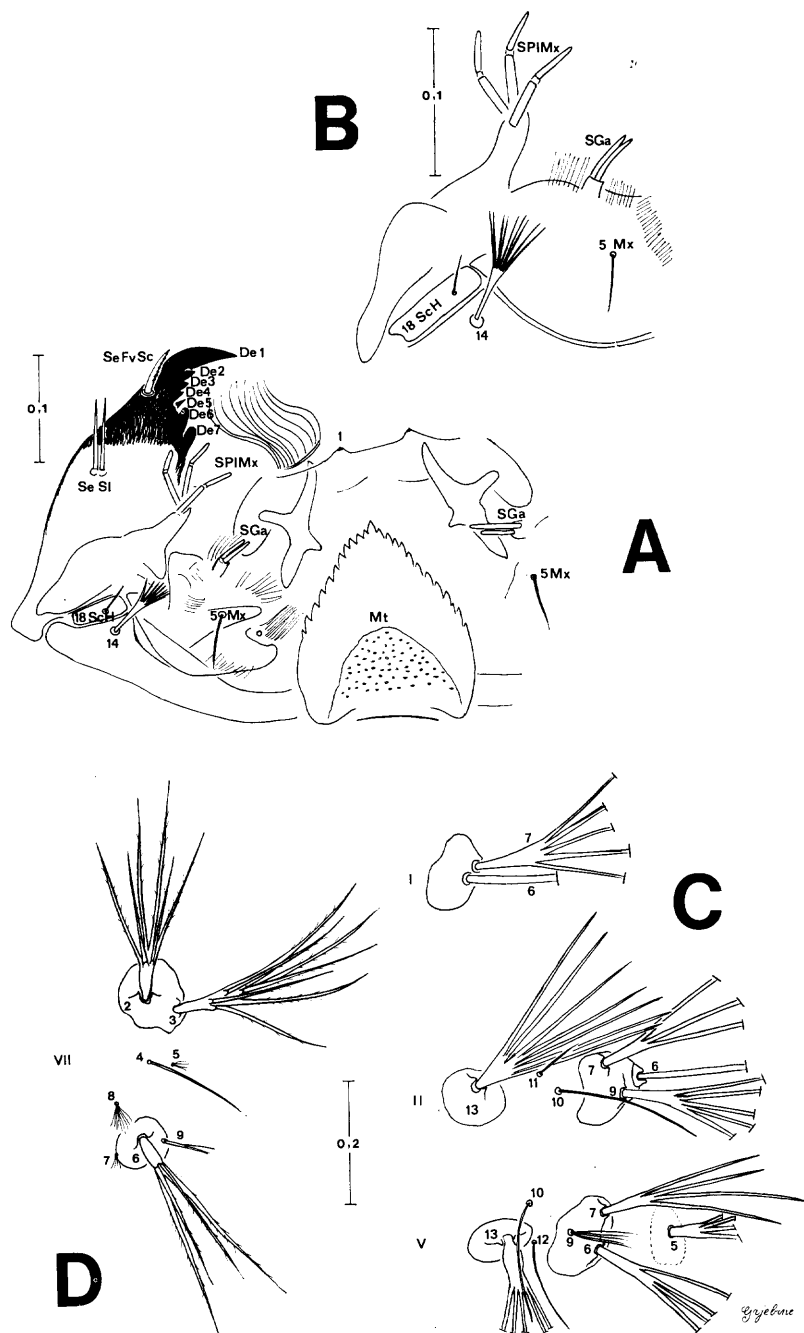 SPlMx
0,1
B
SGa
5 Mx
18 ScH
14
SeFvSc
De1
De2
De3
De4
De5
De6
De7
0,1
1
SPlMx
Se Sl
SGa
SGa
A
5Mx
18 ScH
5 Mx
14
Mt
7
I
6
C
2
3
VII
4
5
8
7
6
9
0,2
D
11
7
6
II
13
10
9
10
7
13
12
9
5
V
6
Grjebine